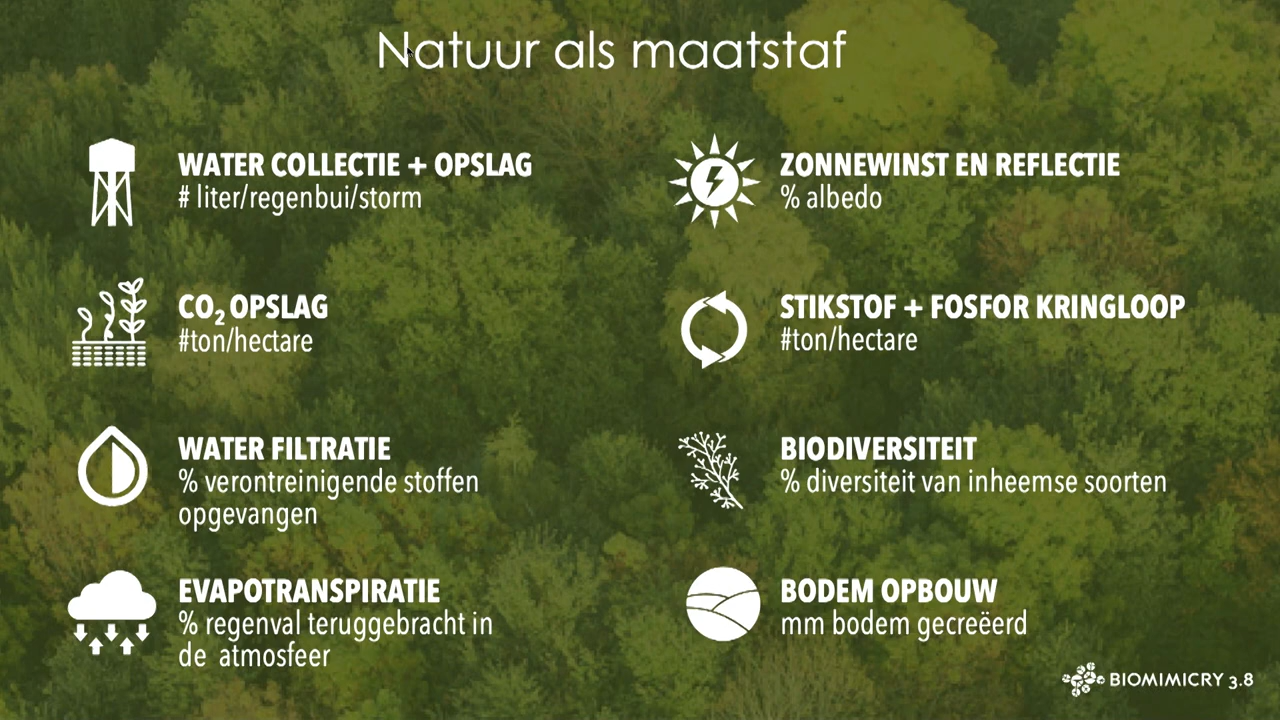 Natuur als maatstaf
WATER COLLECTIE + OPSLAG
# liter/regenbui/storm
CO₂ OPSLAG
#ton/hectare
WATER FILTRATIE
% verontreinigende stoffen
opgevangen
EVAPOTRANSPIRATIE
% regenval teruggebracht in
de atmosfeer
ZONNEWINST EN REFLECTIE
% albedo
STIKSTOF + FOSFOR KRINGLOOP
#ton/hectare
BIODIVERSITEIT
% diversiteit van inheemse soorten
BODEM OPBOUW
mm bodem gecreëerd
BIOMIMICRY 3.8